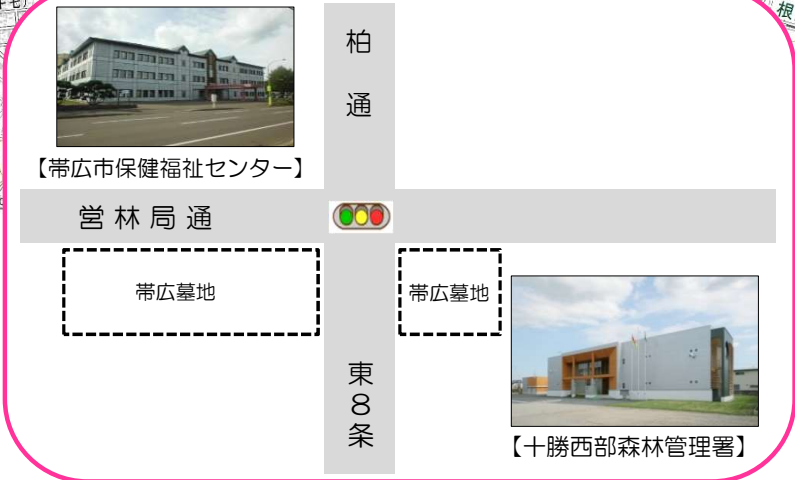 根
柏
通
【帯広市保健福祉センター】
営林局通
帯広墓地
帯広墓地
東
8
条
【十勝西部森林管理署】